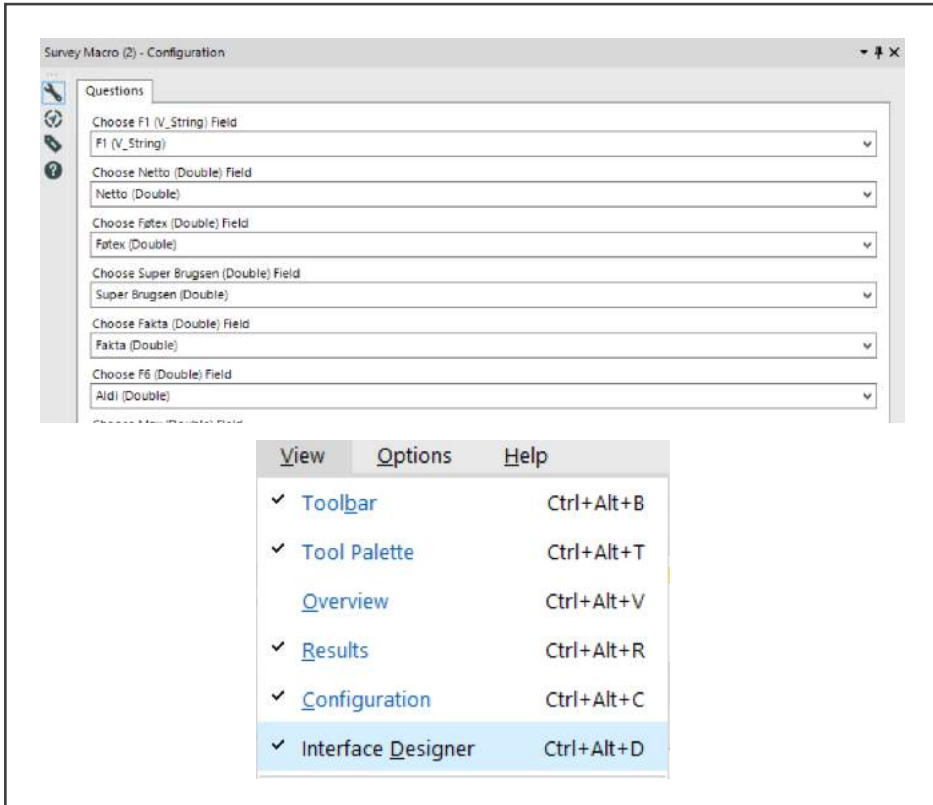 Survey Macro (2) - Configuration
Questions
Choose F1 (V_String) Field
F1 (V_String)
Choose Netto (Double) Field
Netto (Double)
Choose Føtex (Double) Field
Føtex (Double)
Choose Super Brugsen (Double) Field
Super Brugsen (Double)
Choose Fakta (Double) Field
Fakta (Double)
Choose F6 (Double) Field
Aldi (Double)
View Options Help
Toolbar Ctrl+Alt+B
Tool Palette Ctrl+Alt+T
Overview Ctrl+Alt+V
Results Ctrl+Alt+R
Configuration Ctrl+Alt+C
Interface Designer Ctrl+Alt+D